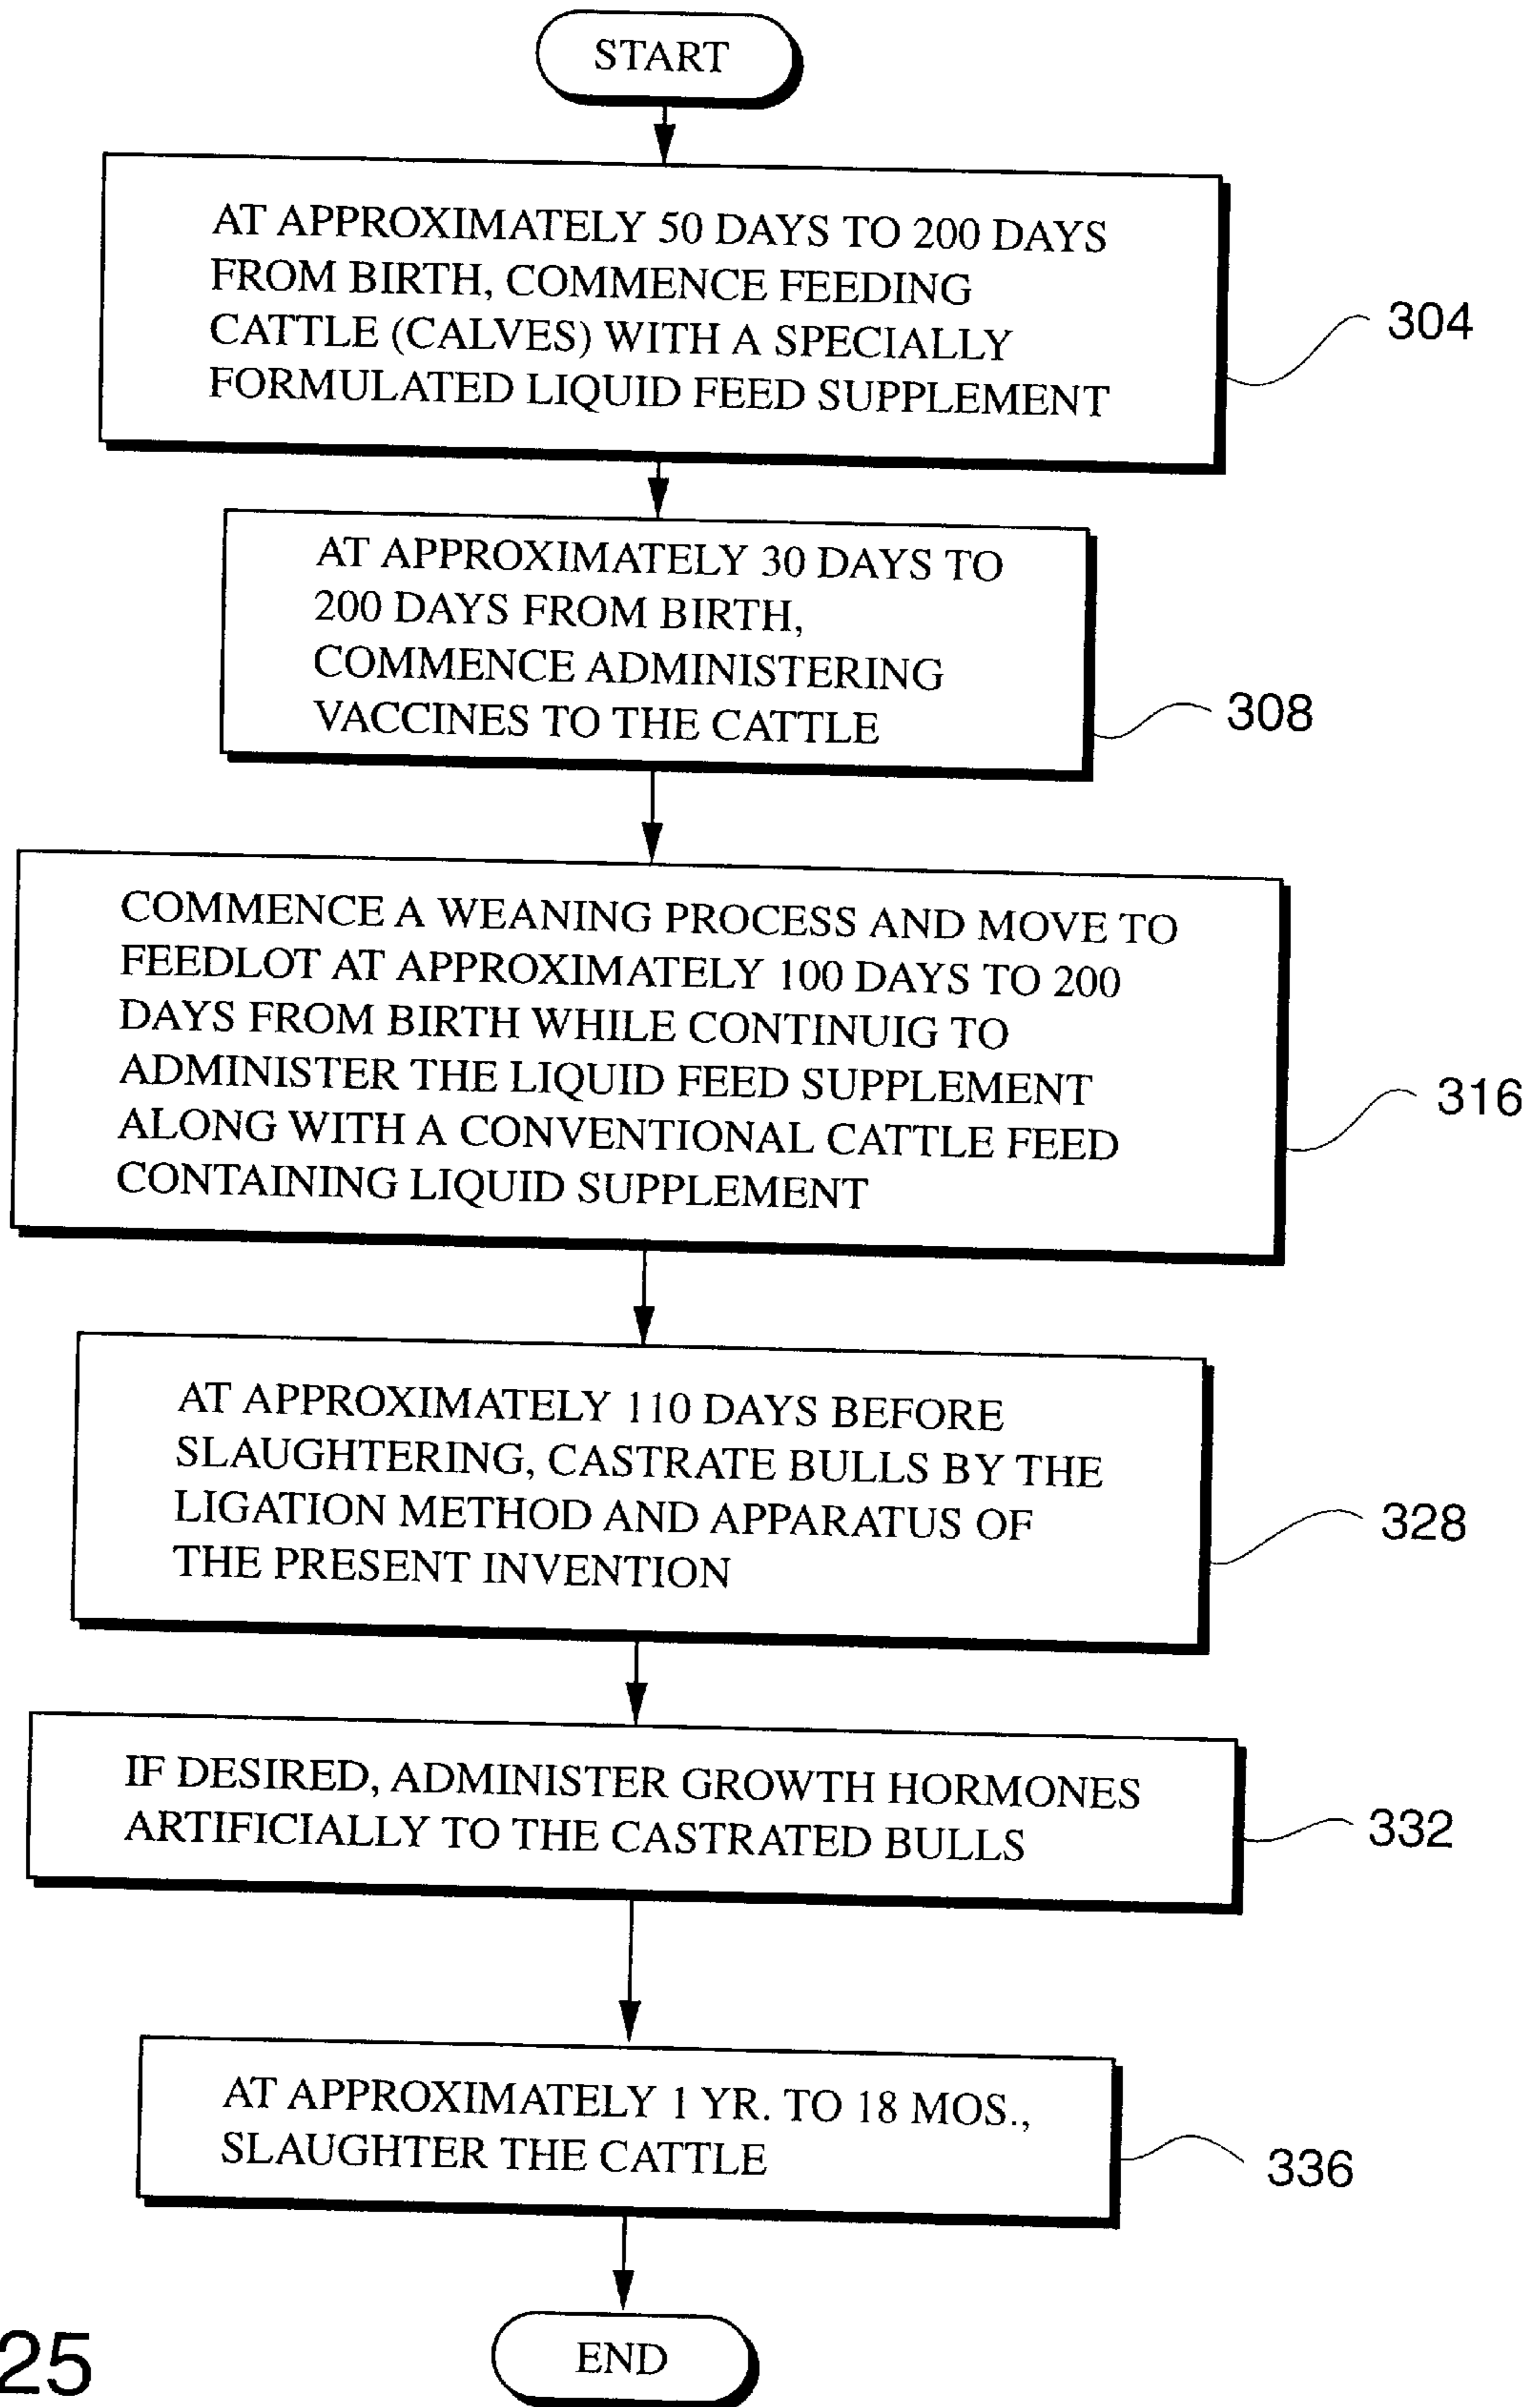 START
AT APPROXIMATELY 50 DAYS TO 200 DAYS
FROM BIRTH, COMMENCE FEEDING
CATTLE (CALVES) WITH A SPECIALLY
FORMULATED LIQUID FEED SUPPLEMENT
304
AT APPROXIMATELY 30 DAYS TO
200 DAYS FROM BIRTH,
COMMENCE ADMINISTERING
VACCINES TO THE CATTLE
308
COMMENCE A WEANING PROCESS AND MOVE TO
FEEDLOT AT APPROXIMATELY 100 DAYS TO 200
DAYS FROM BIRTH WHILE CONTINUIG TO
ADMINISTER THE LIQUID FEED SUPPLEMENT
ALONG WITH A CONVENTIONAL CATTLE FEED
CONTAINING LIQUID SUPPLEMENT
316
AT APPROXIMATELY 110 DAYS BEFORE
SLAUGHTERING, CASTRATE BULLS BY THE
LIGATION METHOD AND APPARATUS OF
THE PRESENT INVENTION
328
IF DESIRED, ADMINISTER GROWTH HORMONES
ARTIFICIALLY TO THE CASTRATED BULLS
332
AT APPROXIMATELY 1 YR. TO 18 MOS.,
SLAUGHTER THE CATTLE
336
END
25